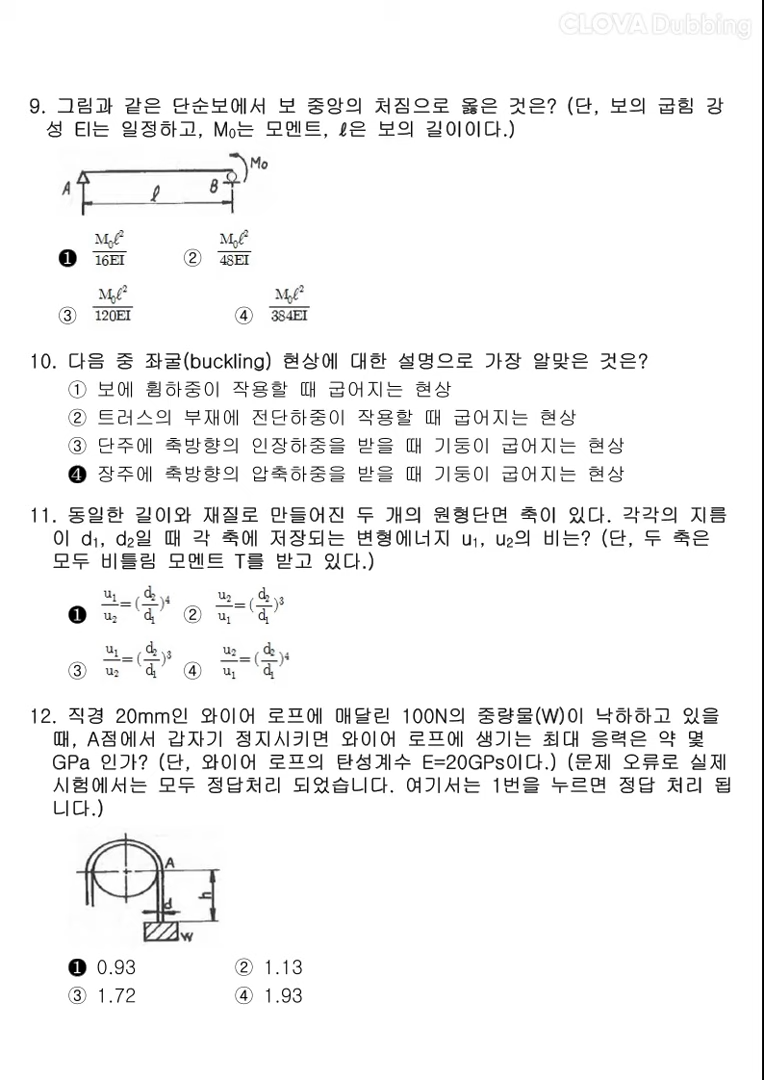 CLOVA Dubbing
9. 그림과 같은 단순보에서 보 중앙의 처짐으로 옳은 것은? (단, 보의 굽힘 강
성 EI는 일정하고, M₀는 모멘트, ℓ은 보의 길이이다.)
M₀
A ℓ B
❶ M₀ℓ²/16EI ② M₀ℓ²/48EI
③ M₀ℓ²/120EI ④ M₀ℓ²/384EI
10. 다음 중 좌굴(buckling) 현상에 대한 설명으로 가장 알맞은 것은?
① 보에 휨하중이 작용할 때 굽어지는 현상
② 트러스의 부재에 전단하중이 작용할 때 굽어지는 현상
③ 단주에 축방향의 인장하중을 받을 때 기둥이 굽어지는 현상
❹ 장주에 축방향의 압축하중을 받을 때 기둥이 굽어지는 현상
11. 동일한 길이와 재질로 만들어진 두 개의 원형단면 축이 있다. 각각의 지름
이 d₁, d₂일 때 각 축에 저장되는 변형에너지 u₁, u₂의 비는? (단, 두 축은
모두 비틀림 모멘트 T를 받고 있다.)
❶ u₁/u₂=(d₂/d₁)⁴ ② u₂/u₁=(d₂/d₁)³
③ u₁/u₂=(d₂/d₁)³ ④ u₂/u₁=(d₂/d₁)⁴
12. 직경 20mm인 와이어 로프에 매달린 100N의 중량물(W)이 낙하하고 있을
때, A점에서 갑자기 정지시키면 와이어 로프에 생기는 최대 응력은 약 몇
GPa 인가? (단, 와이어 로프의 탄성계수 E=20GPs이다.) (문제 오류로 실제
시험에서는 모두 정답처리 되었습니다. 여기서는 1번을 누르면 정답 처리 됩
니다.)
A
h
d
W
❶ 0.93 ② 1.13
③ 1.72 ④ 1.93